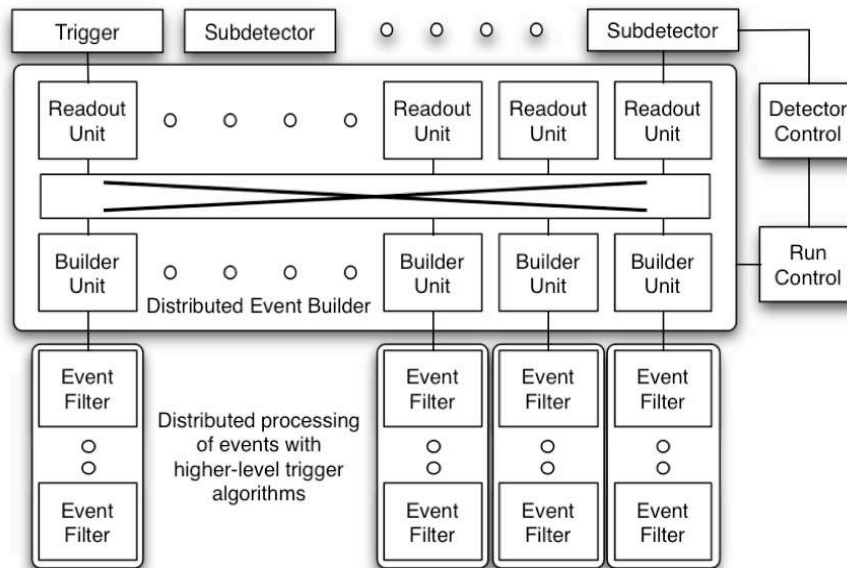 Trigger
Subdetector
Subdetector
Readout
Unit
Readout
Unit
Readout
Unit
Readout
Unit
Detector
Control
Builder
Unit
Builder
Unit
Builder
Unit
Builder
Unit
Run
Control
Distributed Event Builder
Event
Filter
Event
Filter
Event
Filter
Event
Filter
Distributed processing
of events with
higher-level trigger
algorithms
Event
Filter
Event
Filter
Event
Filter
Event
Filter